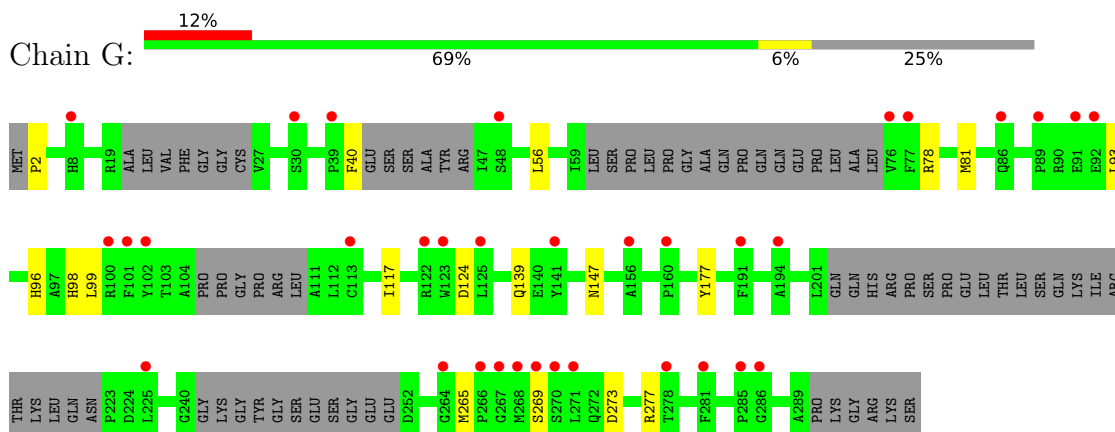 12%
Chain G:
69% 6% 25%
MET P2 H8 R19 ALA LEU VAL PHE GLY GLY CYS V27 S30 P39 F40 GLU SER SER ALA TYR ARG I47 S48 L56 I59 LEU SER PRO LEU PRO GLY ALA GLN PRO GLN GLN GLU PRO LEU ALA LEU V76 F77 R78 M81 Q86 P89 R90 E91 E92 L93
H96 A97 H98 L99 R100 F101 Y102 T103 A104 PRO PRO GLY PRO ARG LEU A111 L112 C113 I117 R122 W123 D124 L125 Q139 E140 Y141 N147 A156 P160 Y177 F191 A194 L201 GLN GLN HIS ARG PRO SER PRO GLU LEU THR LEU SER GLN LYS ILE ARG
THR LYS LEU GLN ASN P223 D224 L225 G240 GLY LYS GLY TYR GLY SER GLU SER GLY GLU GLU D252 G264 M265 P266 G267 M268 S269 S270 L271 Q272 D273 R277 T278 F281 P285 G286 A289 PRO LYS GLY ARG LYS SER